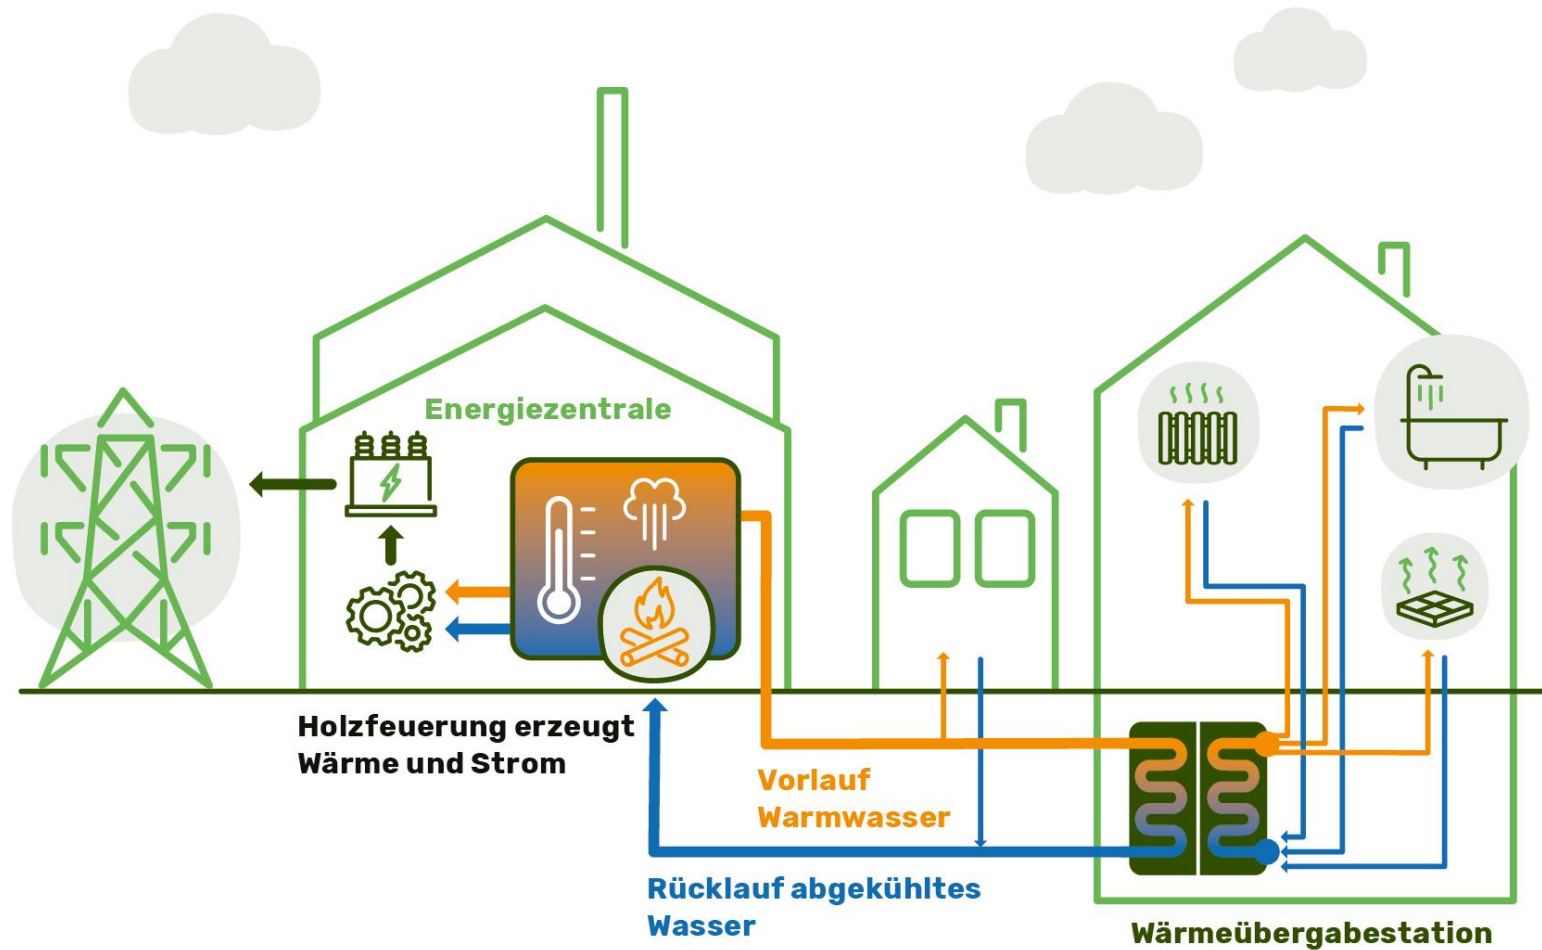 Energiezentrale
Holzfeuerung erzeugt
Wärme und Strom
Vorlauf
Warmwasser
Rücklauf abgekühltes
Wasser
Wärmeübergabestation